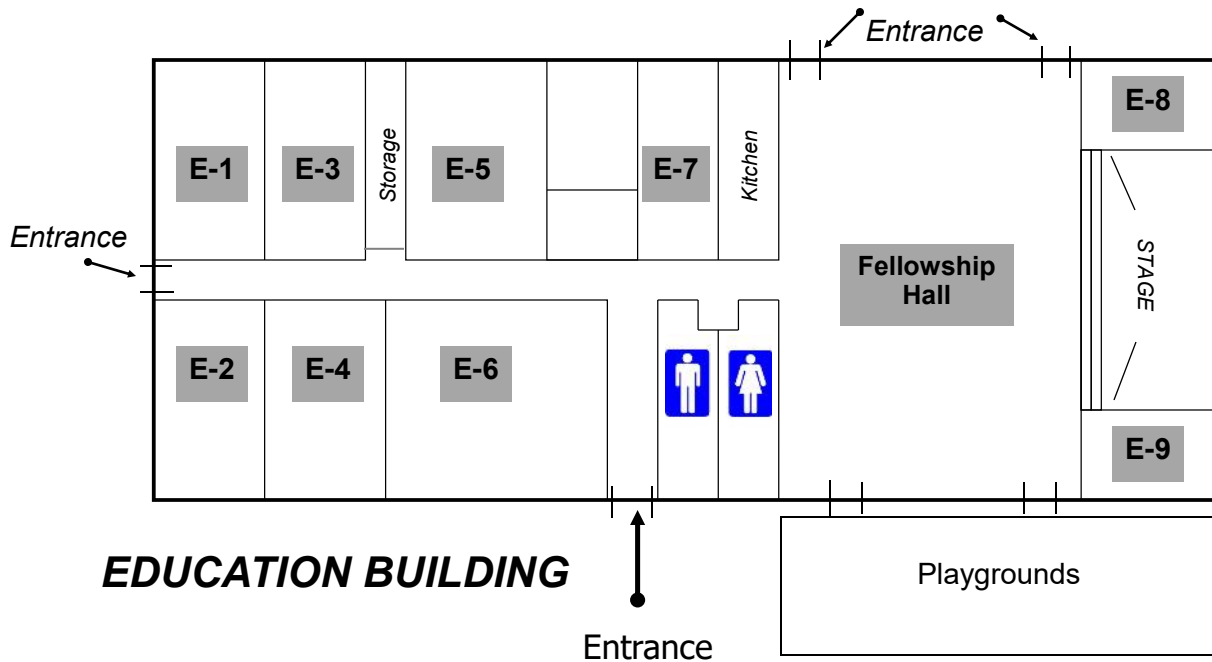 Entrance
E-1
E-3
Storage
E-5
E-7
Kitchen
E-8
Entrance
Fellowship
Hall
STAGE
E-2
E-4
E-6
E-9
EDUCATION BUILDING
Playgrounds
Entrance